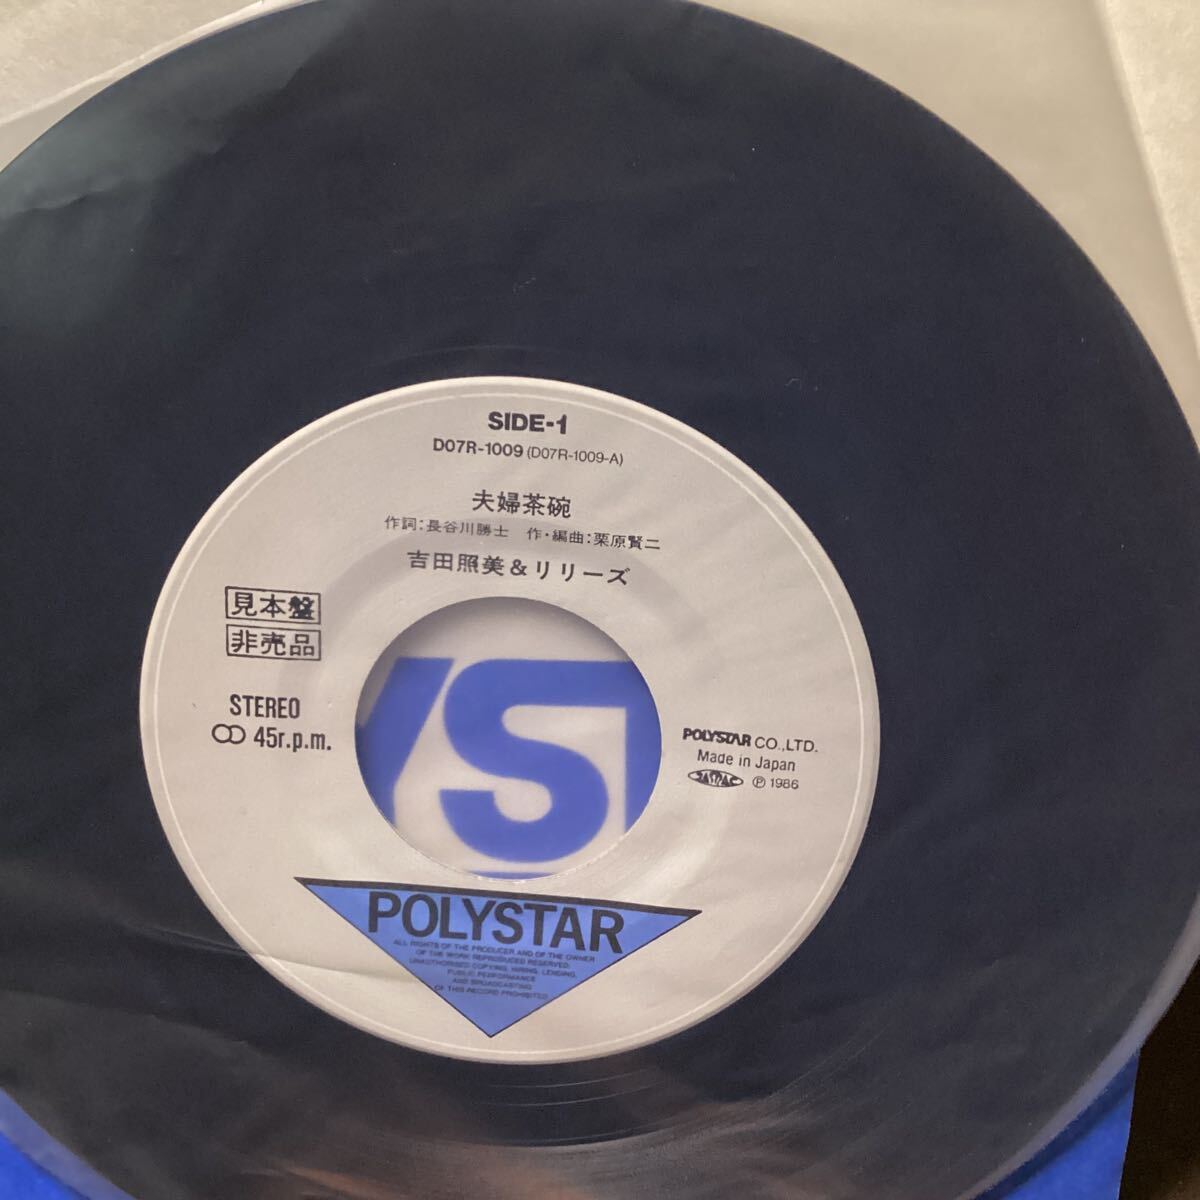 SIDE-1
D07R-1009 (D07R-1009-A)
夫婦茶碗
作詞：長谷川勝士 作・編曲：栗原賢二
吉田照美＆リリーズ
見本盤
非売品
STEREO
45r.p.m.
POLYSTAR CO.,LTD.
Made in Japan
JASRAC ℗ 1986
YST
POLYSTAR
ALL RIGHTS OF THE PRODUCER AND OF THE OWNER
OF THE WORK REPRODUCED RESERVED.
UNAUTHORISED COPYING, HIRING, LENDING,
PUBLIC PERFORMANCE
AND BROADCASTING
OF THIS RECORD PROHIBITED